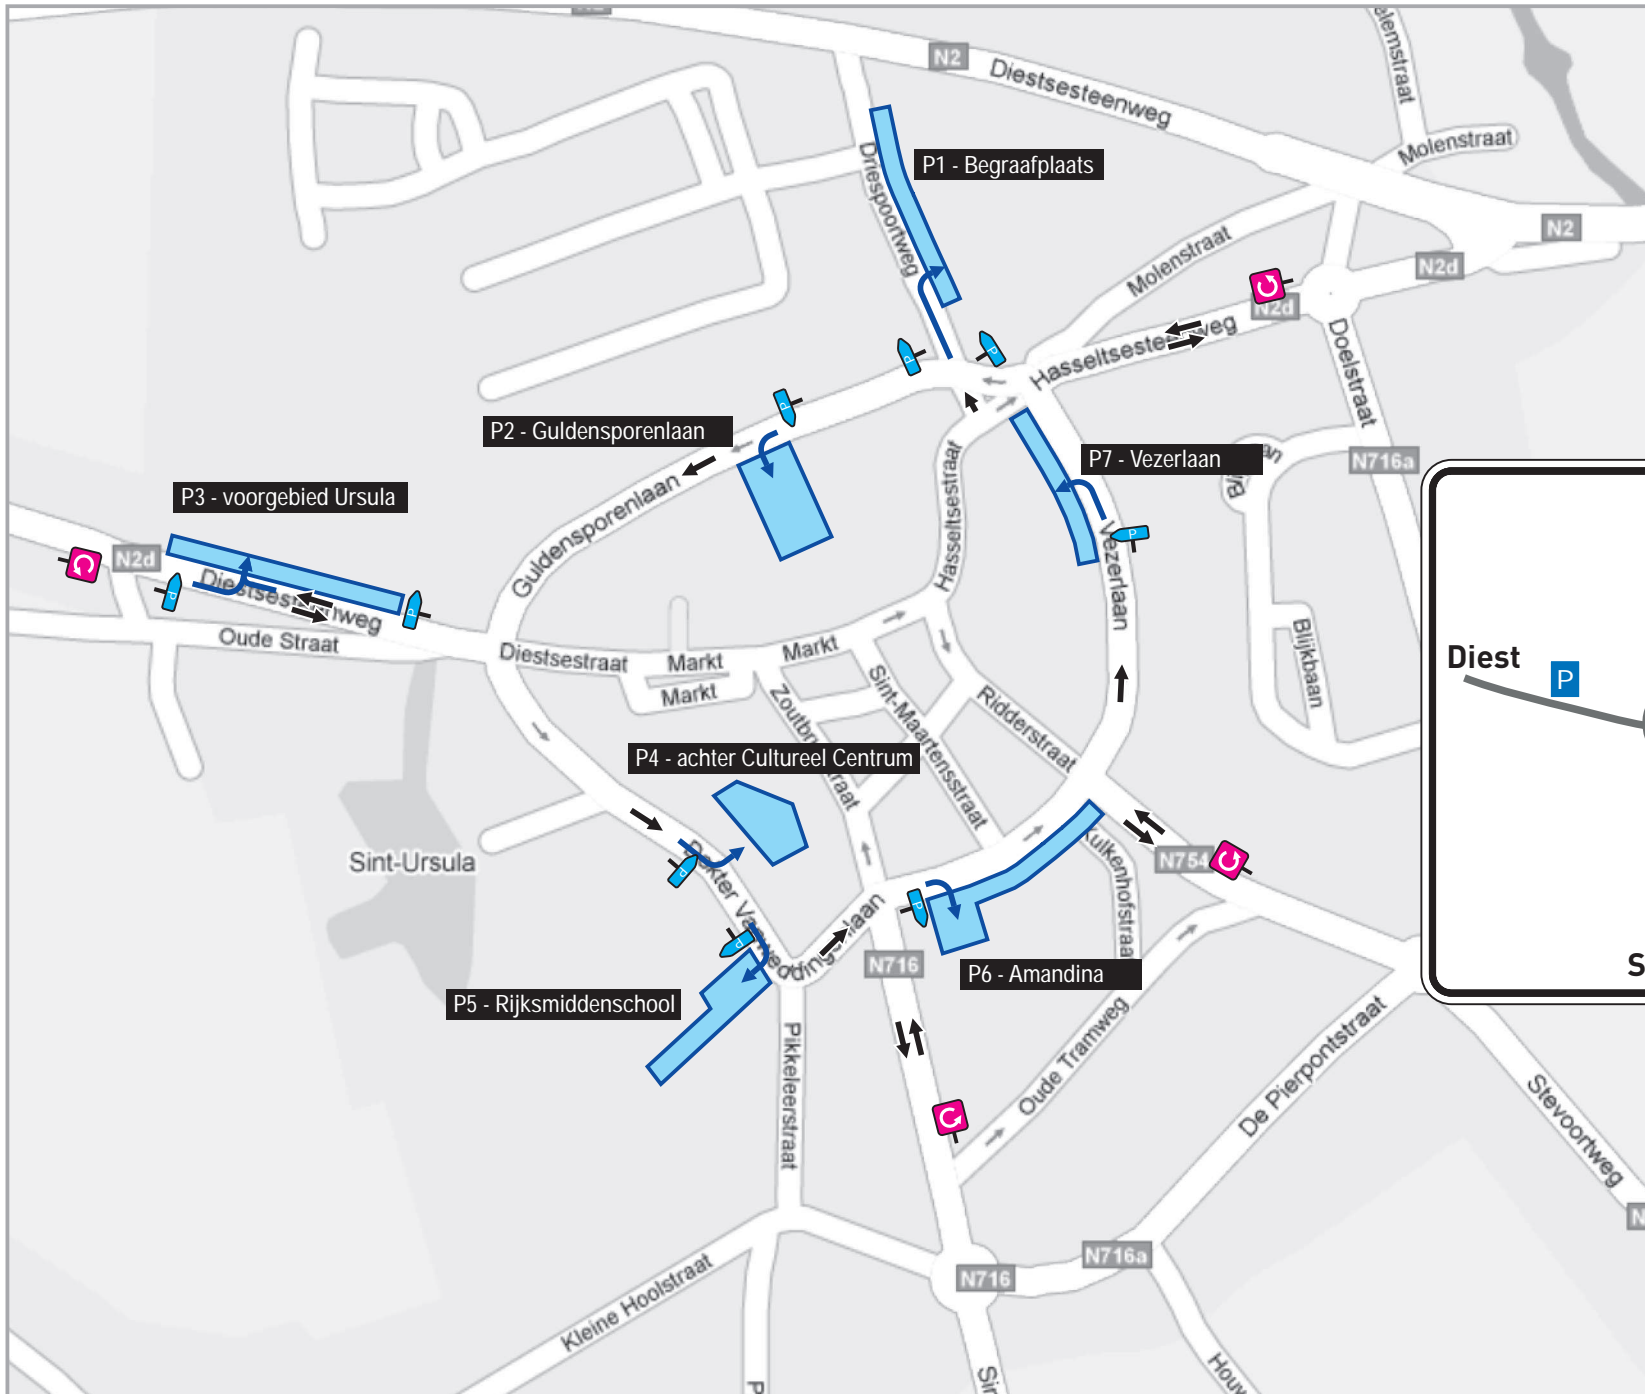 N2
Diestsesteenweg
Molenstraat
P1 - Begraafplaats
Driespoortweg
N2
Molenstraat
N2d
N2d
Hasseltsesteenweg
Doelstraat
P2 - Guldensporenlaan
P7 - Vezerlaan
N716a
P3 - voorgebied Ursula
Guldensporenlaan
Hasseltsestraat
Vezerlaan
N2d
Diestsesteenweg
Oude Straat
Diestsestraat
Markt
Markt
Markt
Blijkbaan
Diest
P
Ridderstraat
Sint-Maartensstraat
P4 - achter Cultureel Centrum
Sint-Ursula
Kulkenhofstraat
N754
N716
P6 - Amandina
P5 - Rijksmiddenschool
Pikkeleerstraat
Oude Tramweg
De Pierpontstraat
Stevoortweg
N716a
N716
Kleine Hoolstraat
P
P
P
P
P
P
P
P
P